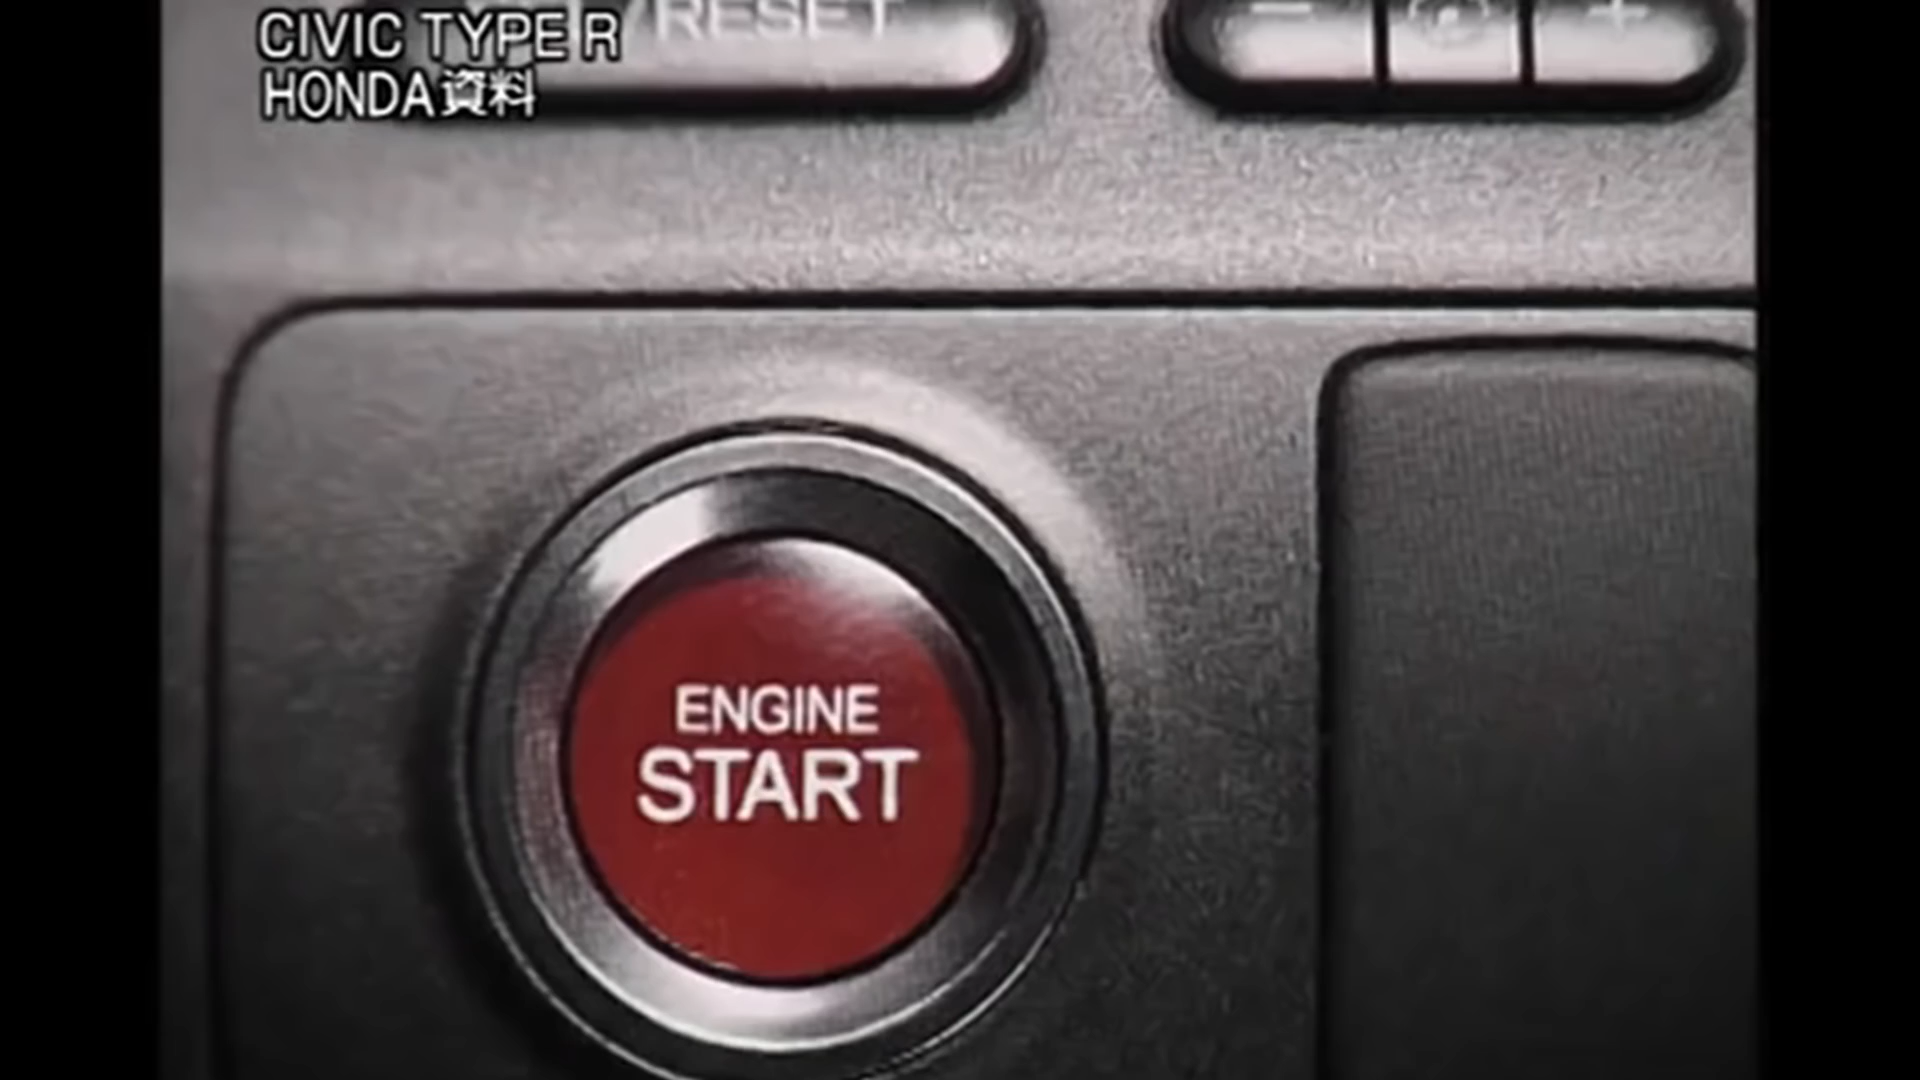 CIVIC TYPE R
HONDA資料
/RESET
− +
ENGINE
START